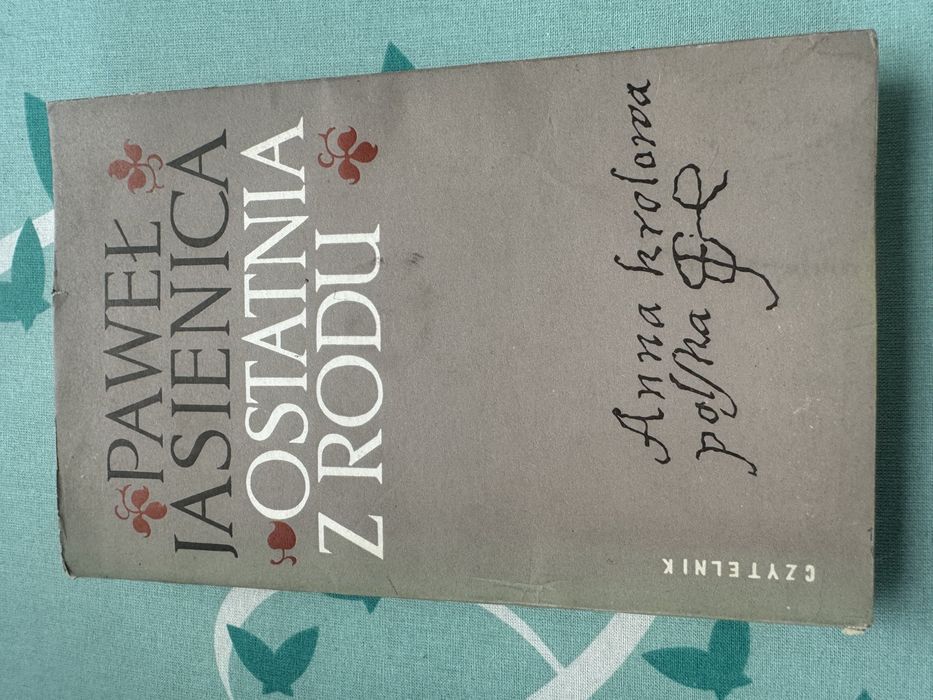 PAWEŁ
JASIENICA
OSTATNIA
Z RODU
Anna krolowa
polſka
CZYTELNIK